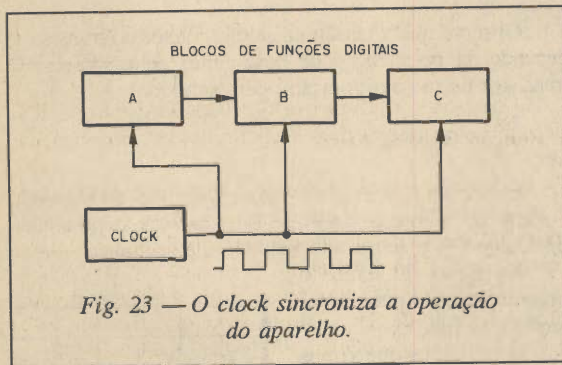 BLOCOS DE FUNÇÕES DIGITAIS
A
B
C
CLOCK
Fig. 23 — O clock sincroniza a operação
do aparelho.